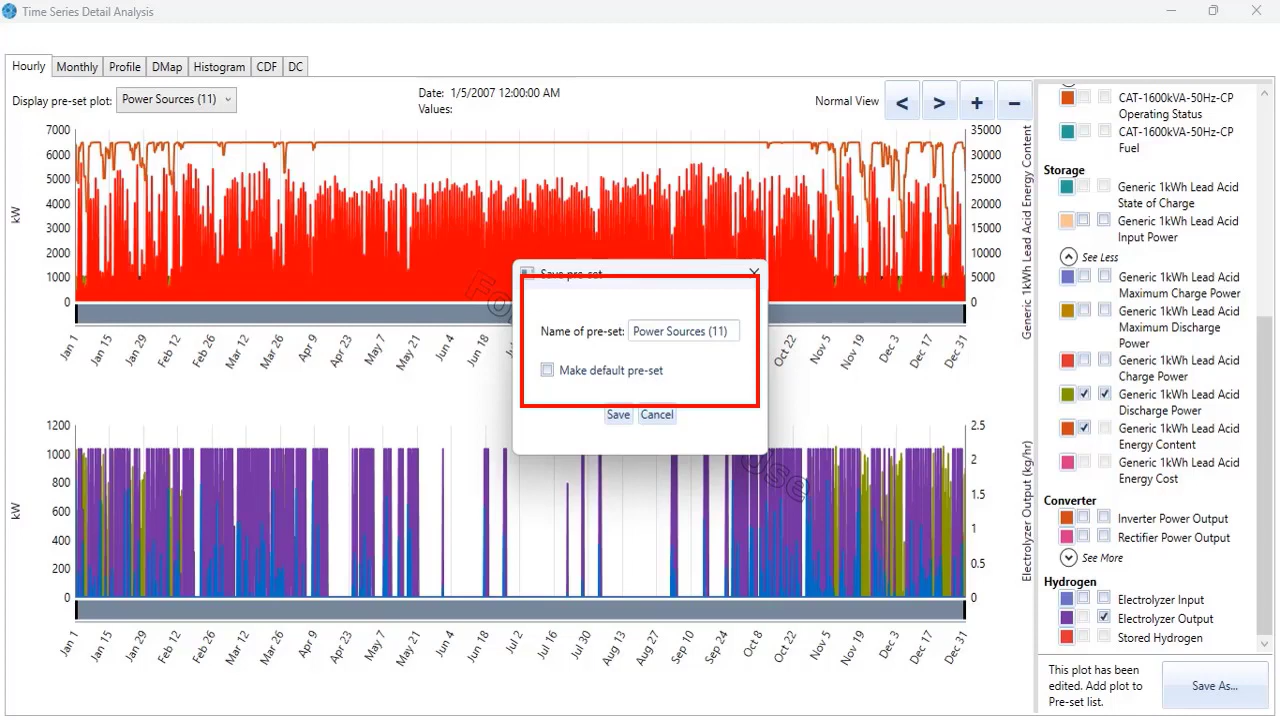 Time Series Detail Analysis
Hourly Monthly Profile DMap Histogram CDF DC
Display pre-set plot: Power Sources (11)
Date: 1/5/2007 12:00:00 AM
Values:
Normal View < > + −
7000
6000
5000
4000
3000
2000
1000
0
kW
35000
30000
25000
20000
15000
10000
5000
0
Generic 1kWh Lead Acid Energy Content
Jan 1 Jan 15 Jan 29 Feb 12 Feb 26 Mar 12 Mar 26 Apr 9 Apr 23 May 7 May 21 Jun 4 Jun 18 Oct 22 Nov 5 Nov 19 Dec 3 Dec 17 Dec 31
Save pre-set
Name of pre-set: Power Sources (11)
Make default pre-set
Save Cancel
Use
1200
1000
800
600
400
200
0
kW
2.5
2
1.5
1
0.5
0
Electrolyzer Output (kg/hr)
Jan 1 Jan 15 Jan 29 Feb 12 Feb 26 Mar 12 Mar 26 Apr 9 Apr 23 May 7 May 21 Jun 4 Jun 18 Jul 2 Jul 16 Jul 30 Aug 13 Aug 27 Sep 10 Sep 24 Oct 8 Oct 22 Nov 5 Nov 19 Dec 3 Dec 17 Dec 31
CAT-1600kVA-50Hz-CP
Operating Status
CAT-1600kVA-50Hz-CP
Fuel
Storage
Generic 1kWh Lead Acid
State of Charge
Generic 1kWh Lead Acid
Input Power
See Less
Generic 1kWh Lead Acid
Maximum Charge Power
Generic 1kWh Lead Acid
Maximum Discharge
Power
Generic 1kWh Lead Acid
Charge Power
Generic 1kWh Lead Acid
Discharge Power
Generic 1kWh Lead Acid
Energy Content
Generic 1kWh Lead Acid
Energy Cost
Converter
Inverter Power Output
Rectifier Power Output
See More
Hydrogen
Electrolyzer Input
Electrolyzer Output
Stored Hydrogen
This plot has been
edited. Add plot to
Pre-set list.
Save As...